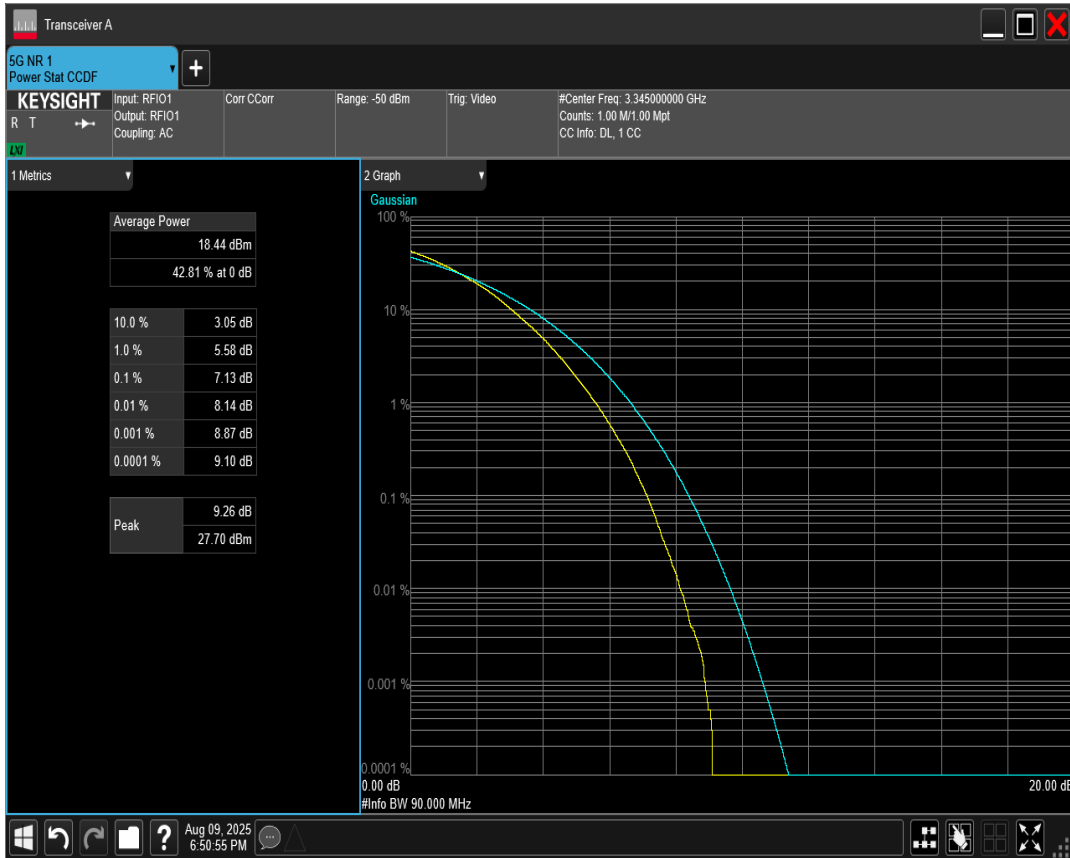 Transceiver A
5G NR 1
Power Stat CCDF
+
KEYSIGHT
R T
LXI
Input: RFIO1
Output: RFIO1
Coupling: AC
Corr CCorr
Range: -50 dBm
Trig: Video
#Center Freq: 3.345000000 GHz
Counts: 1.00 M/1.00 Mpt
CC Info: DL, 1 CC
1 Metrics
Average Power
18.44 dBm
42.81 % at 0 dB
10.0 % 3.05 dB
1.0 % 5.58 dB
0.1 % 7.13 dB
0.01 % 8.14 dB
0.001 % 8.87 dB
0.0001 % 9.10 dB
Peak
9.26 dB
27.70 dBm
2 Graph
Gaussian
100 %
10 %
1 %
0.1 %
0.01 %
0.001 %
0.0001 %
0.00 dB 20.00 dB
#Info BW 90.000 MHz
?
Aug 09, 2025
6:50:55 PM